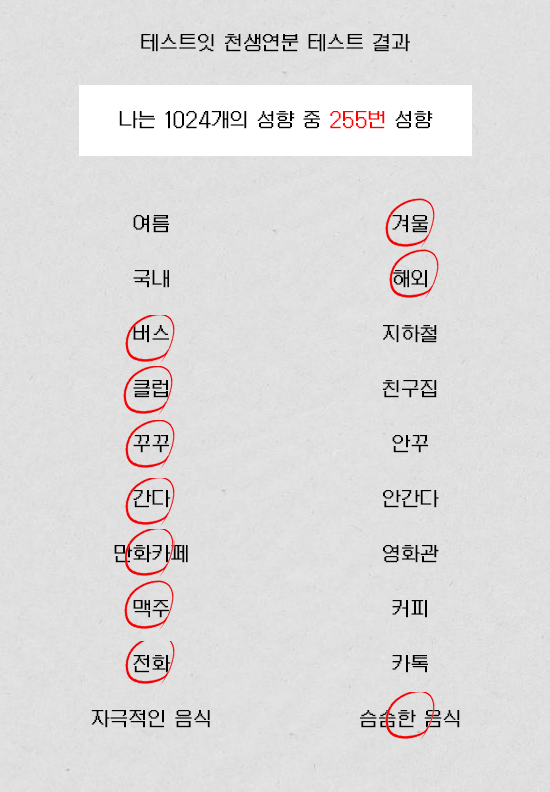 테스트잇 천생연분 테스트 결과
나는 1024개의 성향 중 255번 성향
여름 겨울
국내 해외
버스 지하철
클럽 친구집
꾸꾸 안꾸
간다 안간다
만화카페 영화관
맥주 커피
전화 카톡
자극적인 음식 슴슴한 음식